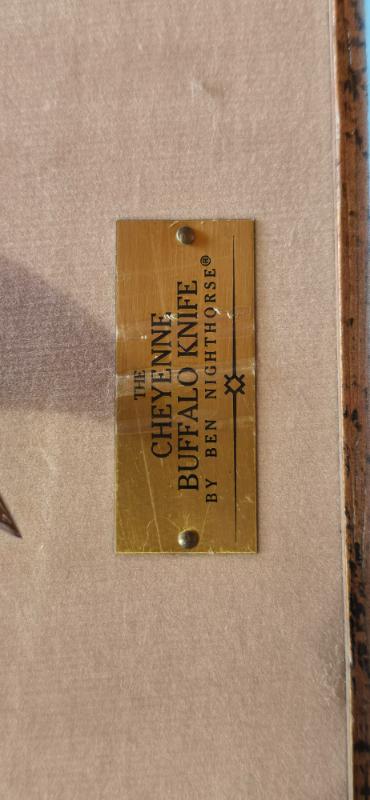 THE
CHEYENNE
BUFFALO KNIFE
BY BEN NIGHTHORSE®